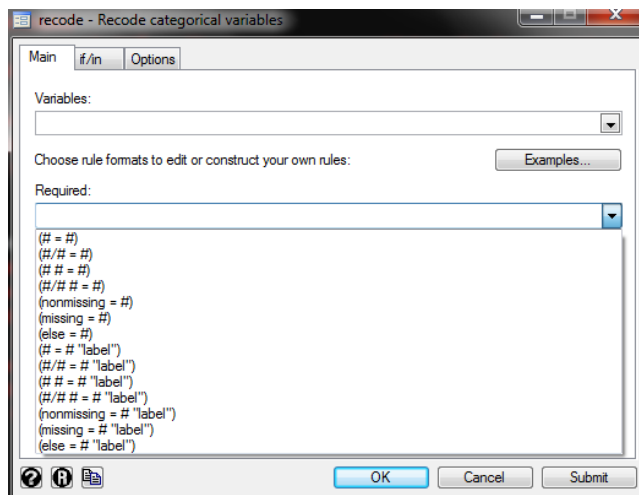 recode - Recode categorical variables
Main if/in Options
Variables:
Choose rule formats to edit or construct your own rules: Examples...
Required:
(# = #)
(#/# = #)
(# # = #)
(#/# # = #)
(nonmissing = #)
(missing = #)
(else = #)
(# = # "label")
(#/# = # "label")
(# # = # "label")
(#/# # = # "label")
(nonmissing = # "label")
(missing = # "label")
(else = # "label")
? R OK Cancel Submit